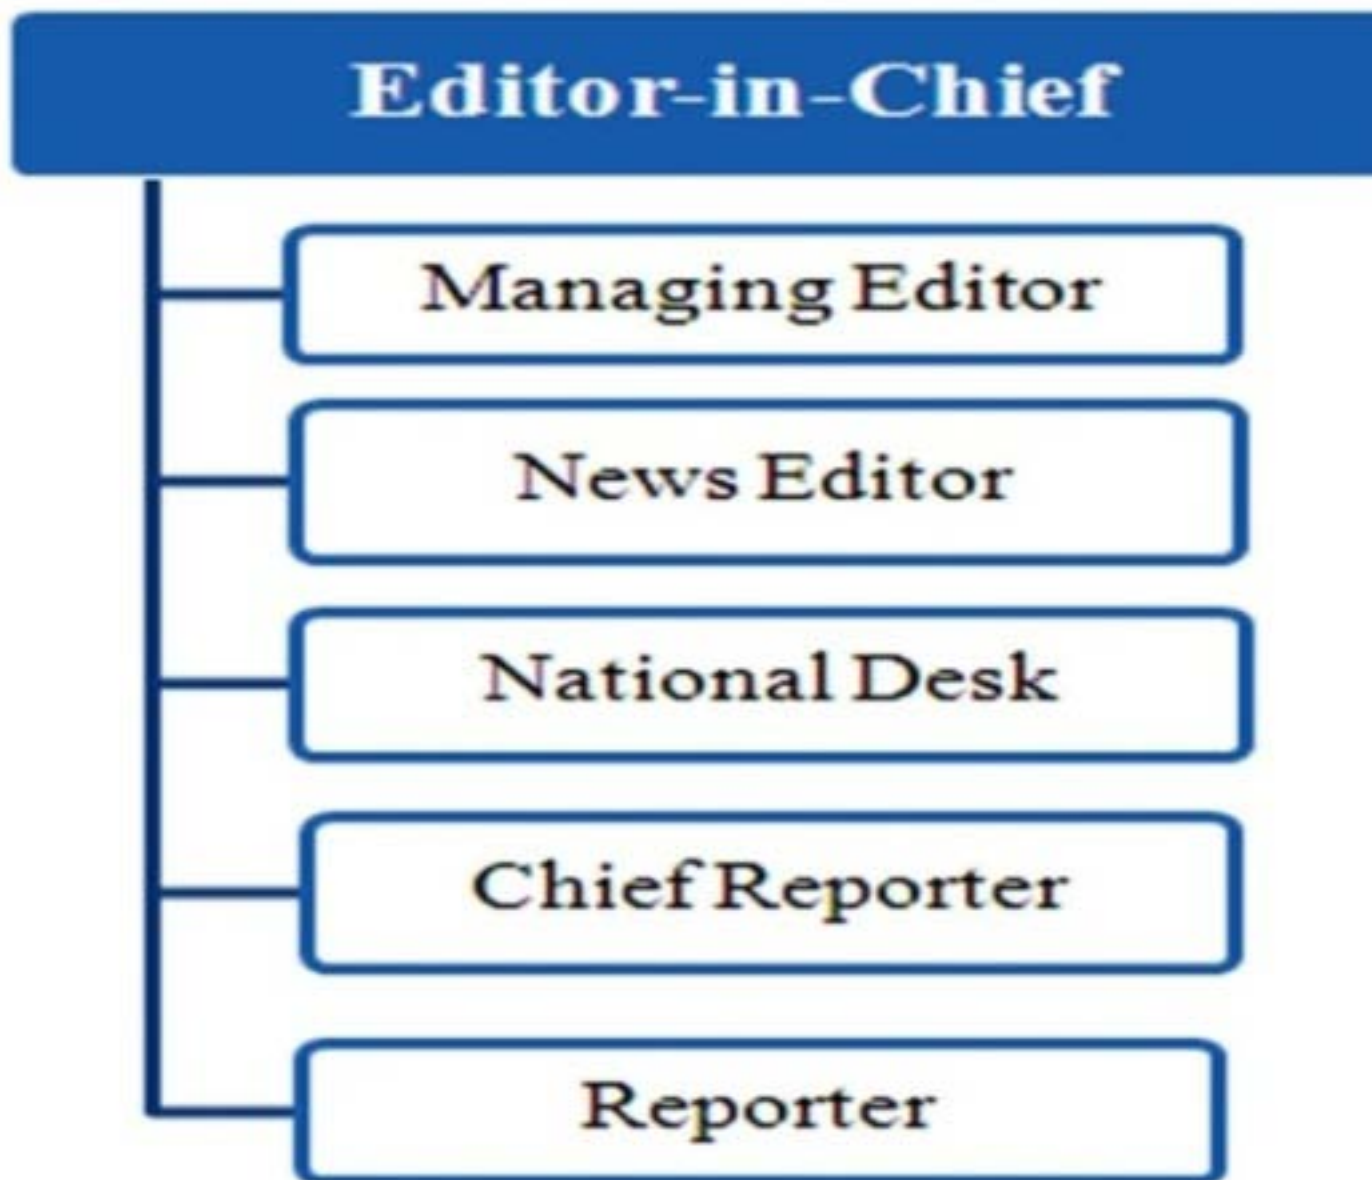 Editor-in-Chief
Managing Editor
News Editor
National Desk
Chief Reporter
Reporter